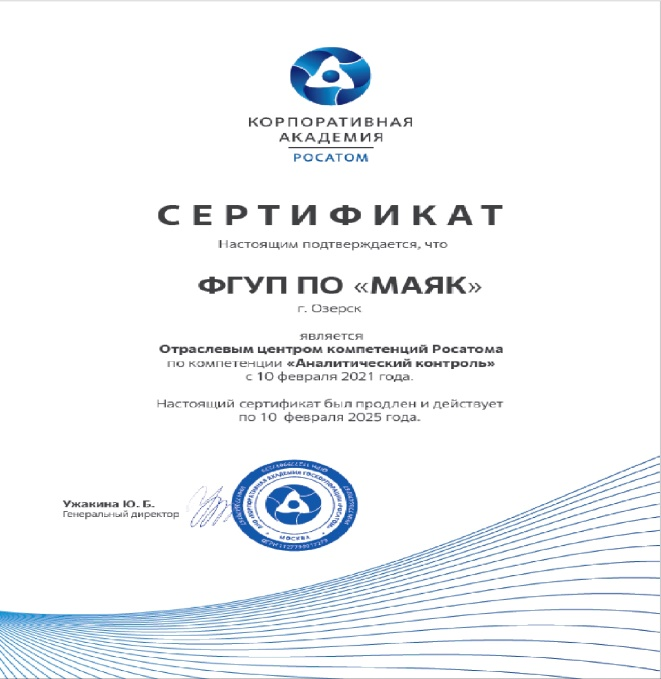 КОРПОРАТИВНАЯ
АКАДЕМИЯ
РОСАТОМ
СЕРТИФИКАТ
Настоящим подтверждается, что
ФГУП ПО «МАЯК»
г. Озерск
является
Отраслевым центром компетенций Росатома
по компетенции «Аналитический контроль»
с 10 февраля 2021 года.
Настоящий сертификат был продлен и действует
по 10 февраля 2025 года.
Ужакина Ю. Б.
Генеральный директор
МОСКВА